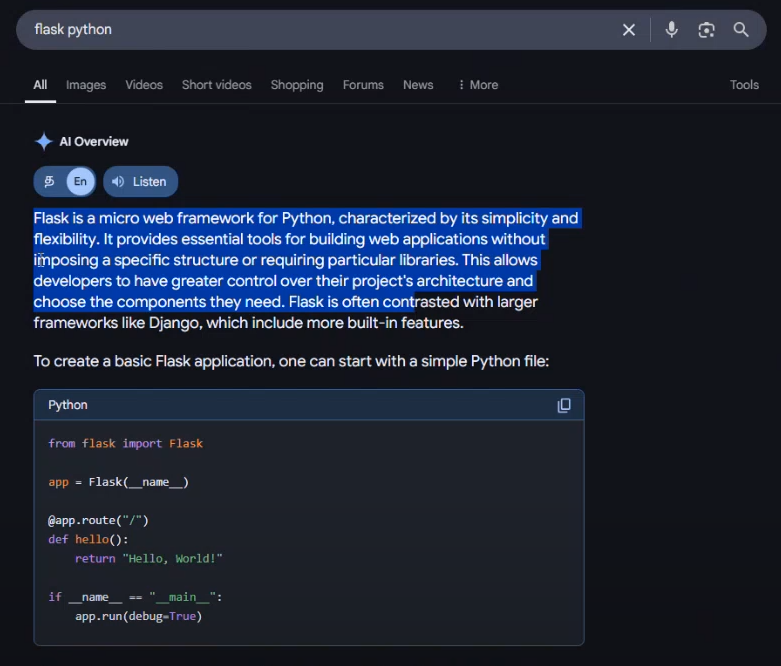 flask python
All Images Videos Short videos Shopping Forums News More Tools
AI Overview
த En Listen
Flask is a micro web framework for Python, characterized by its simplicity and
flexibility. It provides essential tools for building web applications without
imposing a specific structure or requiring particular libraries. This allows
developers to have greater control over their project's architecture and
choose the components they need. Flask is often contrasted with larger
frameworks like Django, which include more built-in features.
To create a basic Flask application, one can start with a simple Python file:
Python
from flask import Flask
app = Flask(__name__)
@app.route("/")
def hello():
    return "Hello, World!"
if __name__ == "__main__":
    app.run(debug=True)